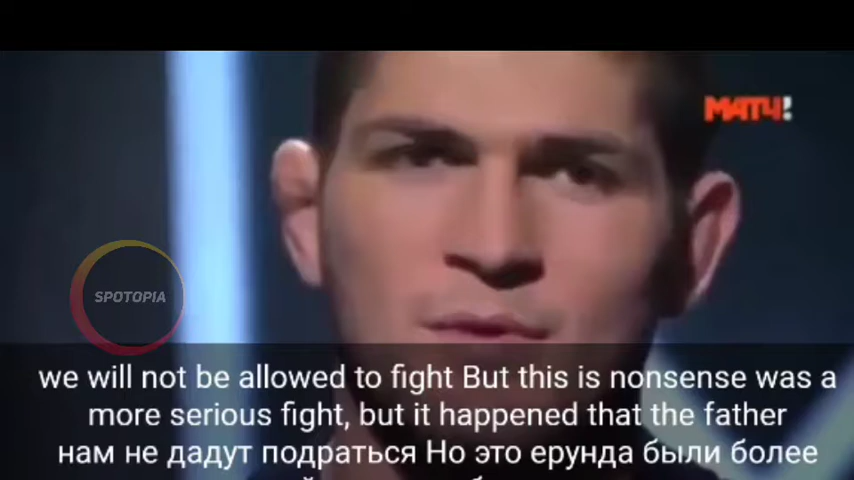 МАТЧ!
SPOTOPIA
we will not be allowed to fight But this is nonsense was a
more serious fight, but it happened that the father
нам не дадут подраться Но это ерунда были более